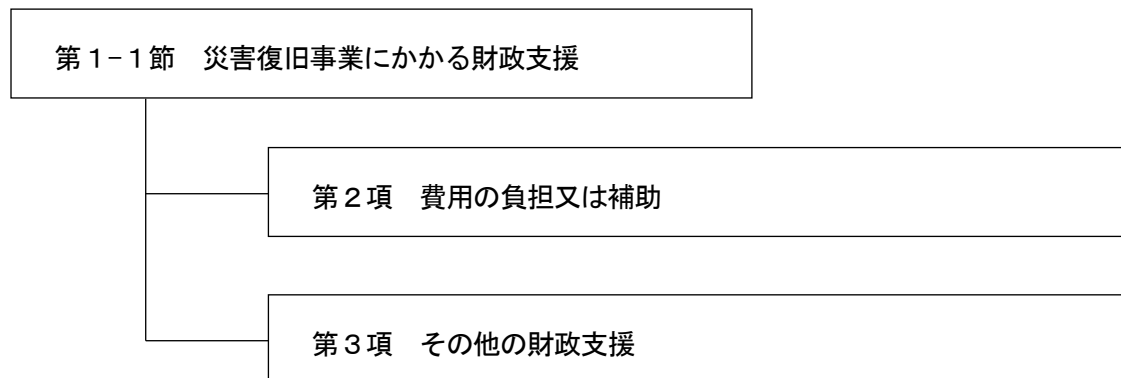 第１−１節　災害復旧事業にかかる財政支援
第２項　費用の負担又は補助
第３項　その他の財政支援